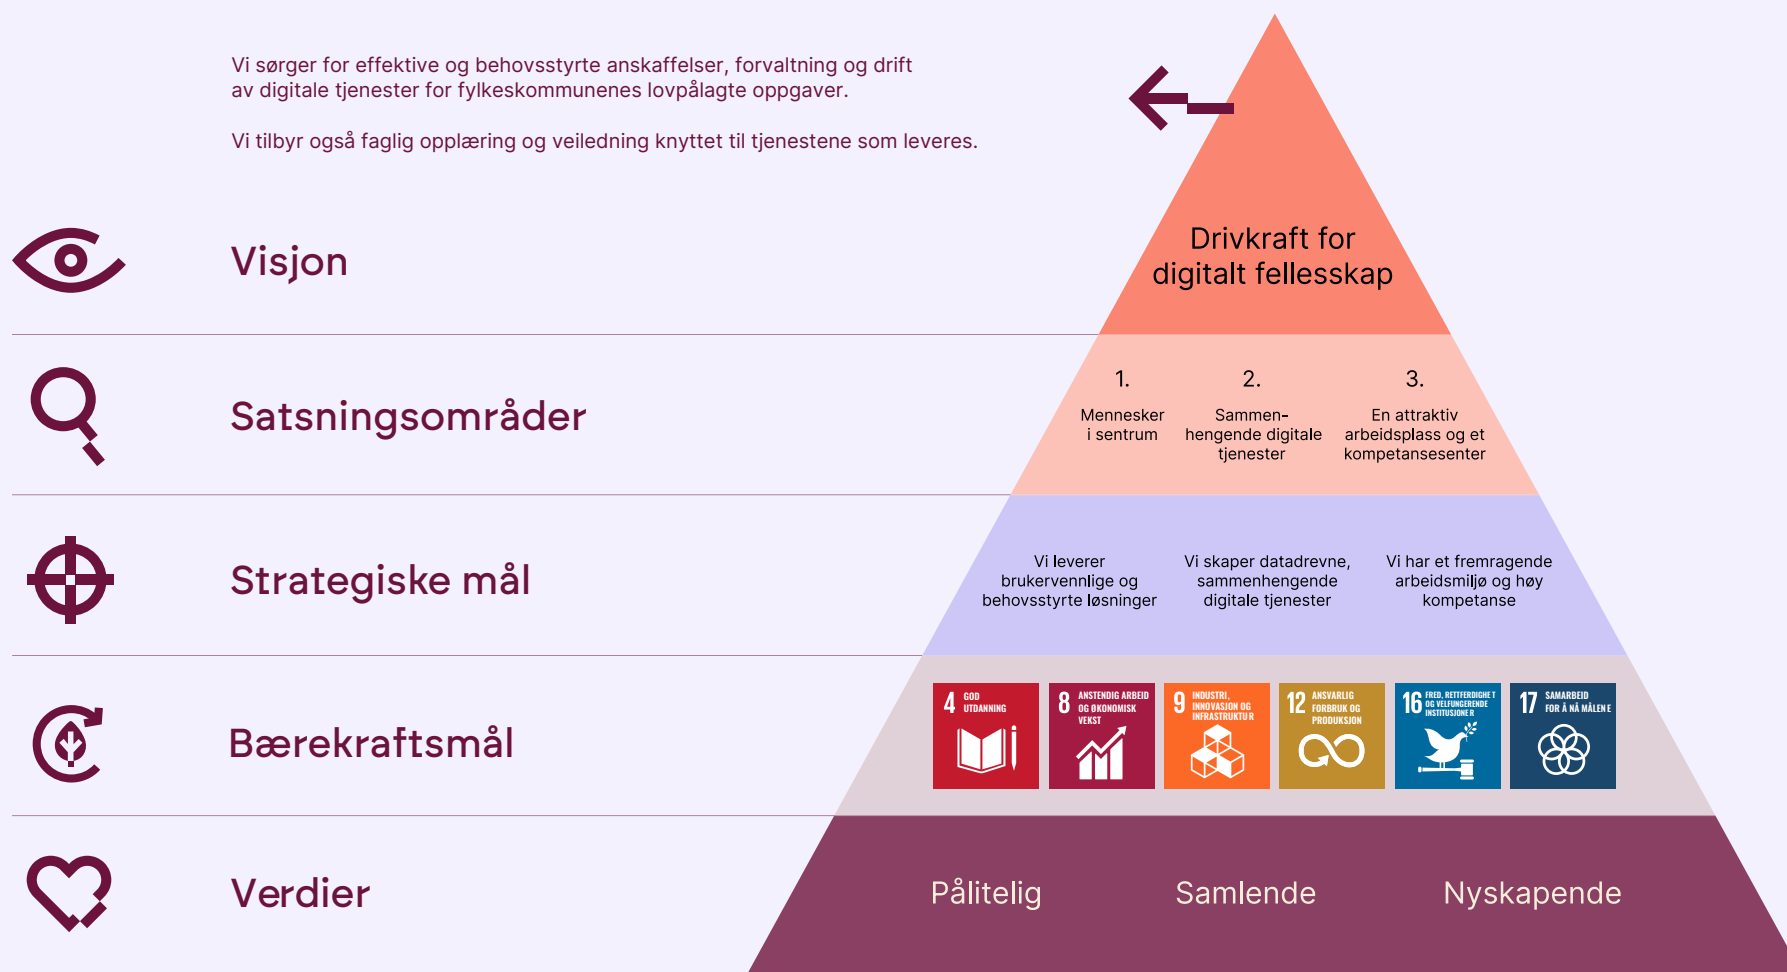 Vi sørger for effektive og behovsstyrte anskaffelser, forvaltning og drift
av digitale tjenester for fylkeskommunenes lovpålagte oppgaver.
Vi tilbyr også faglig opplæring og veiledning knyttet til tjenestene som leveres.
Visjon
Drivkraft for
digitalt fellesskap
Satsningsområder
1.
Mennesker
i sentrum
2.
Sammen-
hengende digitale
tjenester
3.
En attraktiv
arbeidsplass og et
kompetansesenter
Strategiske mål
Vi leverer
brukervennlige og
behovsstyrte løsninger
Vi skaper datadrevne,
sammenhengende
digitale tjenester
Vi har et fremragende
arbeidsmiljø og høy
kompetanse
Bærekraftsmål
4 GOD
UTDANNING
8 ANSTENDIG ARBEID
OG ØKONOMISK
VEKST
9 INDUSTRI,
INNOVASJON OG
INFRASTRUKTUR
12 ANSVARLIG
FORBRUK OG
PRODUKSJON
16 FRED, RETTFERDIGHET
OG VELFUNGERENDE
INSTITUSJONER
17 SAMARBEID
FOR Å NÅ MÅLENE
Verdier
Pålitelig
Samlende
Nyskapende